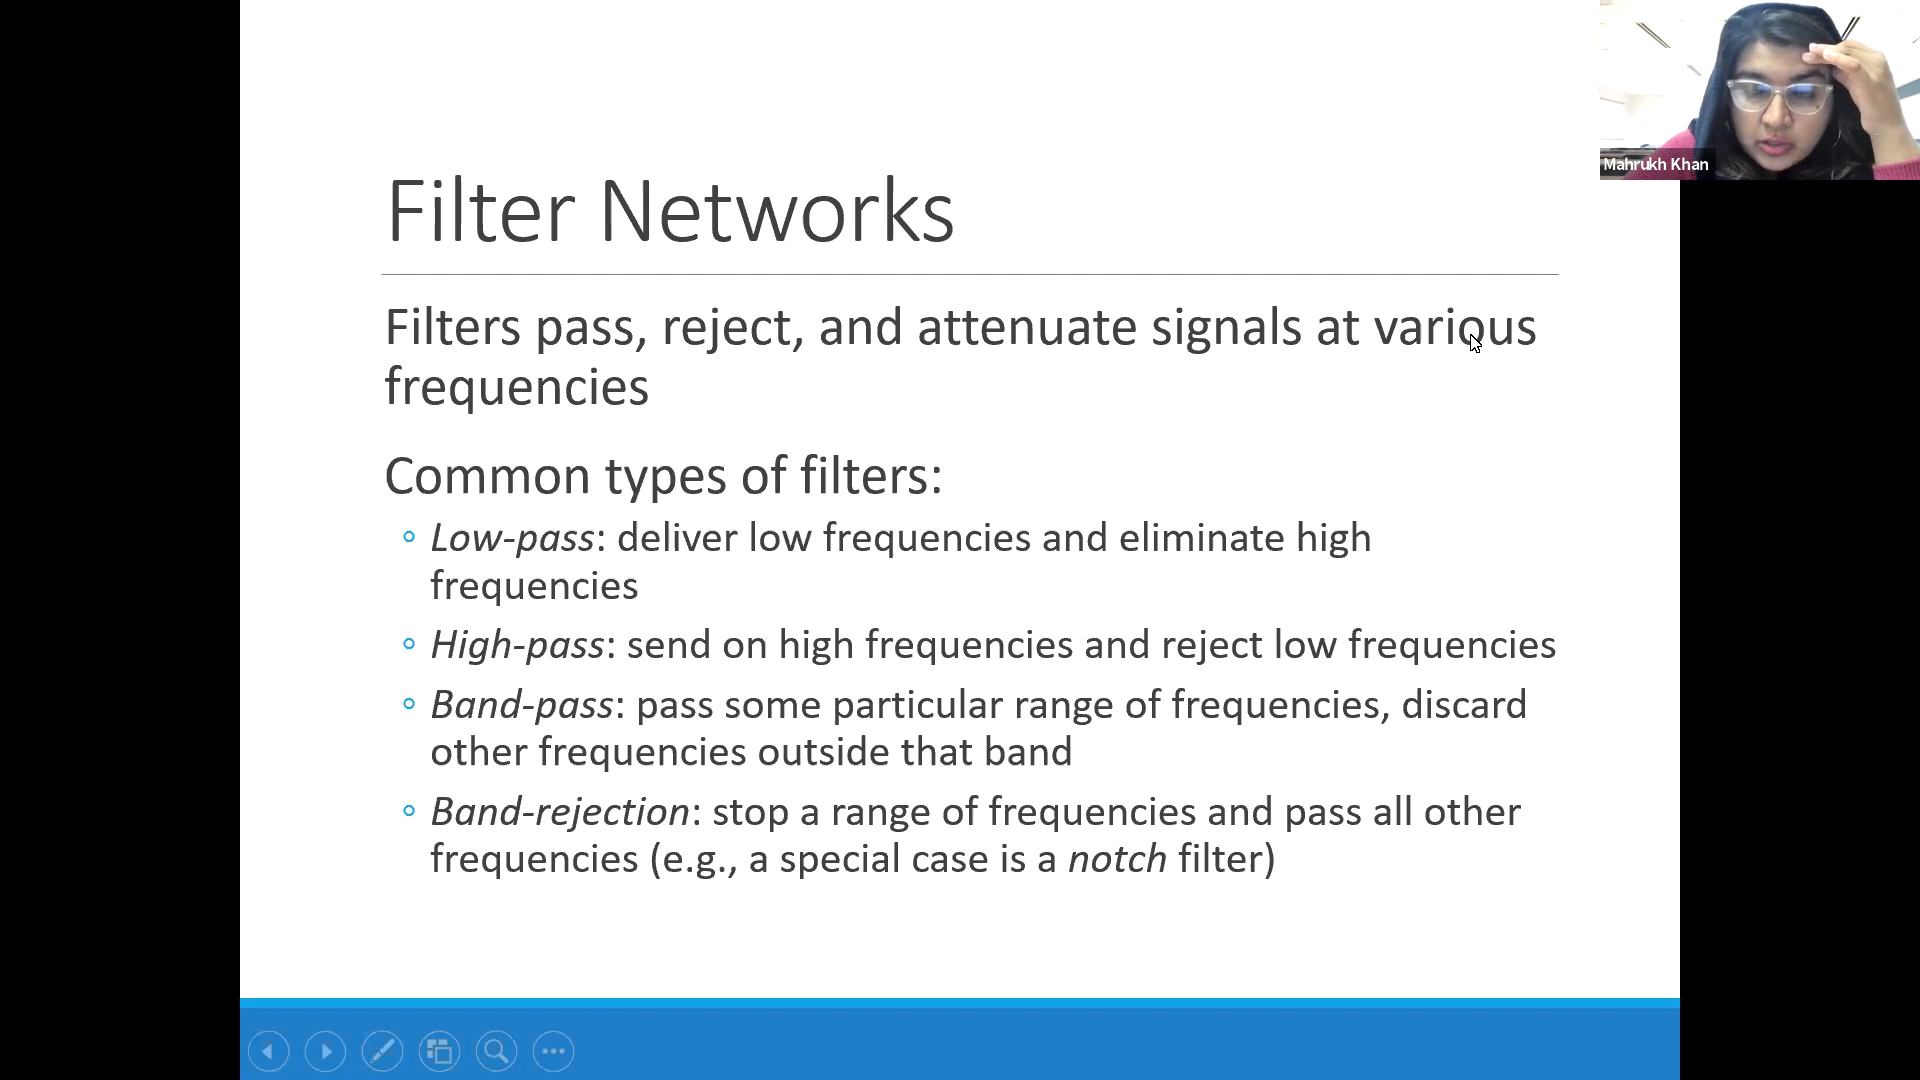 Mahrukh Khan
Filter Networks
Filters pass, reject, and attenuate signals at various
frequencies
Common types of filters:
Low-pass: deliver low frequencies and eliminate high
frequencies
High-pass: send on high frequencies and reject low frequencies
Band-pass: pass some particular range of frequencies, discard
other frequencies outside that band
Band-rejection: stop a range of frequencies and pass all other
frequencies (e.g., a special case is a notch filter)